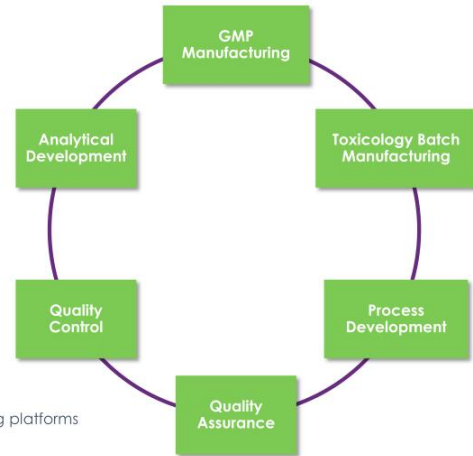 GMP
Manufacturing
Analytical
Development
Toxicology Batch
Manufacturing
Quality
Control
Process
Development
Quality
Assurance
platforms